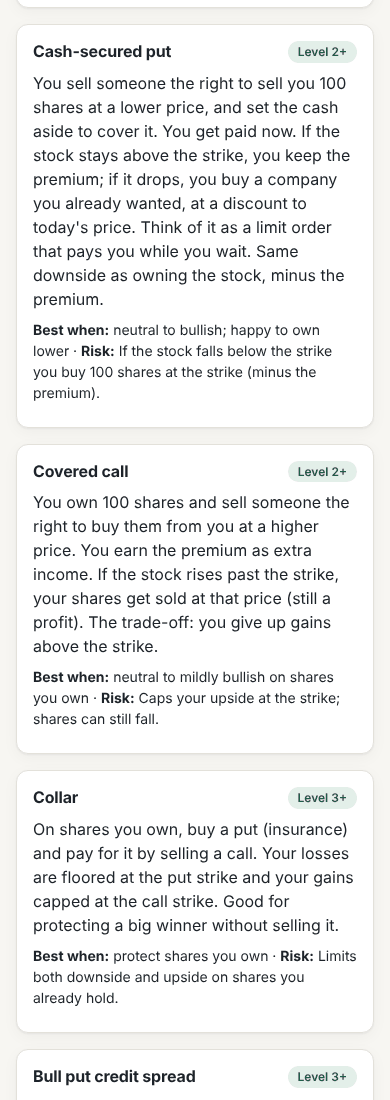 Cash-secured put
Level 2+
You sell someone the right to sell you 100
shares at a lower price, and set the cash
aside to cover it. You get paid now. If the
stock stays above the strike, you keep the
premium; if it drops, you buy a company
you already wanted, at a discount to
today's price. Think of it as a limit order
that pays you while you wait. Same
downside as owning the stock, minus the
premium.
Best when: neutral to bullish; happy to own
lower · Risk: If the stock falls below the strike
you buy 100 shares at the strike (minus the
premium).
Covered call
Level 2+
You own 100 shares and sell someone the
right to buy them from you at a higher
price. You earn the premium as extra
income. If the stock rises past the strike,
your shares get sold at that price (still a
profit). The trade-off: you give up gains
above the strike.
Best when: neutral to mildly bullish on shares
you own · Risk: Caps your upside at the strike;
shares can still fall.
Collar
Level 3+
On shares you own, buy a put (insurance)
and pay for it by selling a call. Your losses
are floored at the put strike and your gains
capped at the call strike. Good for
protecting a big winner without selling it.
Best when: protect shares you own · Risk: Limits
both downside and upside on shares you
already hold.
Bull put credit spread
Level 3+